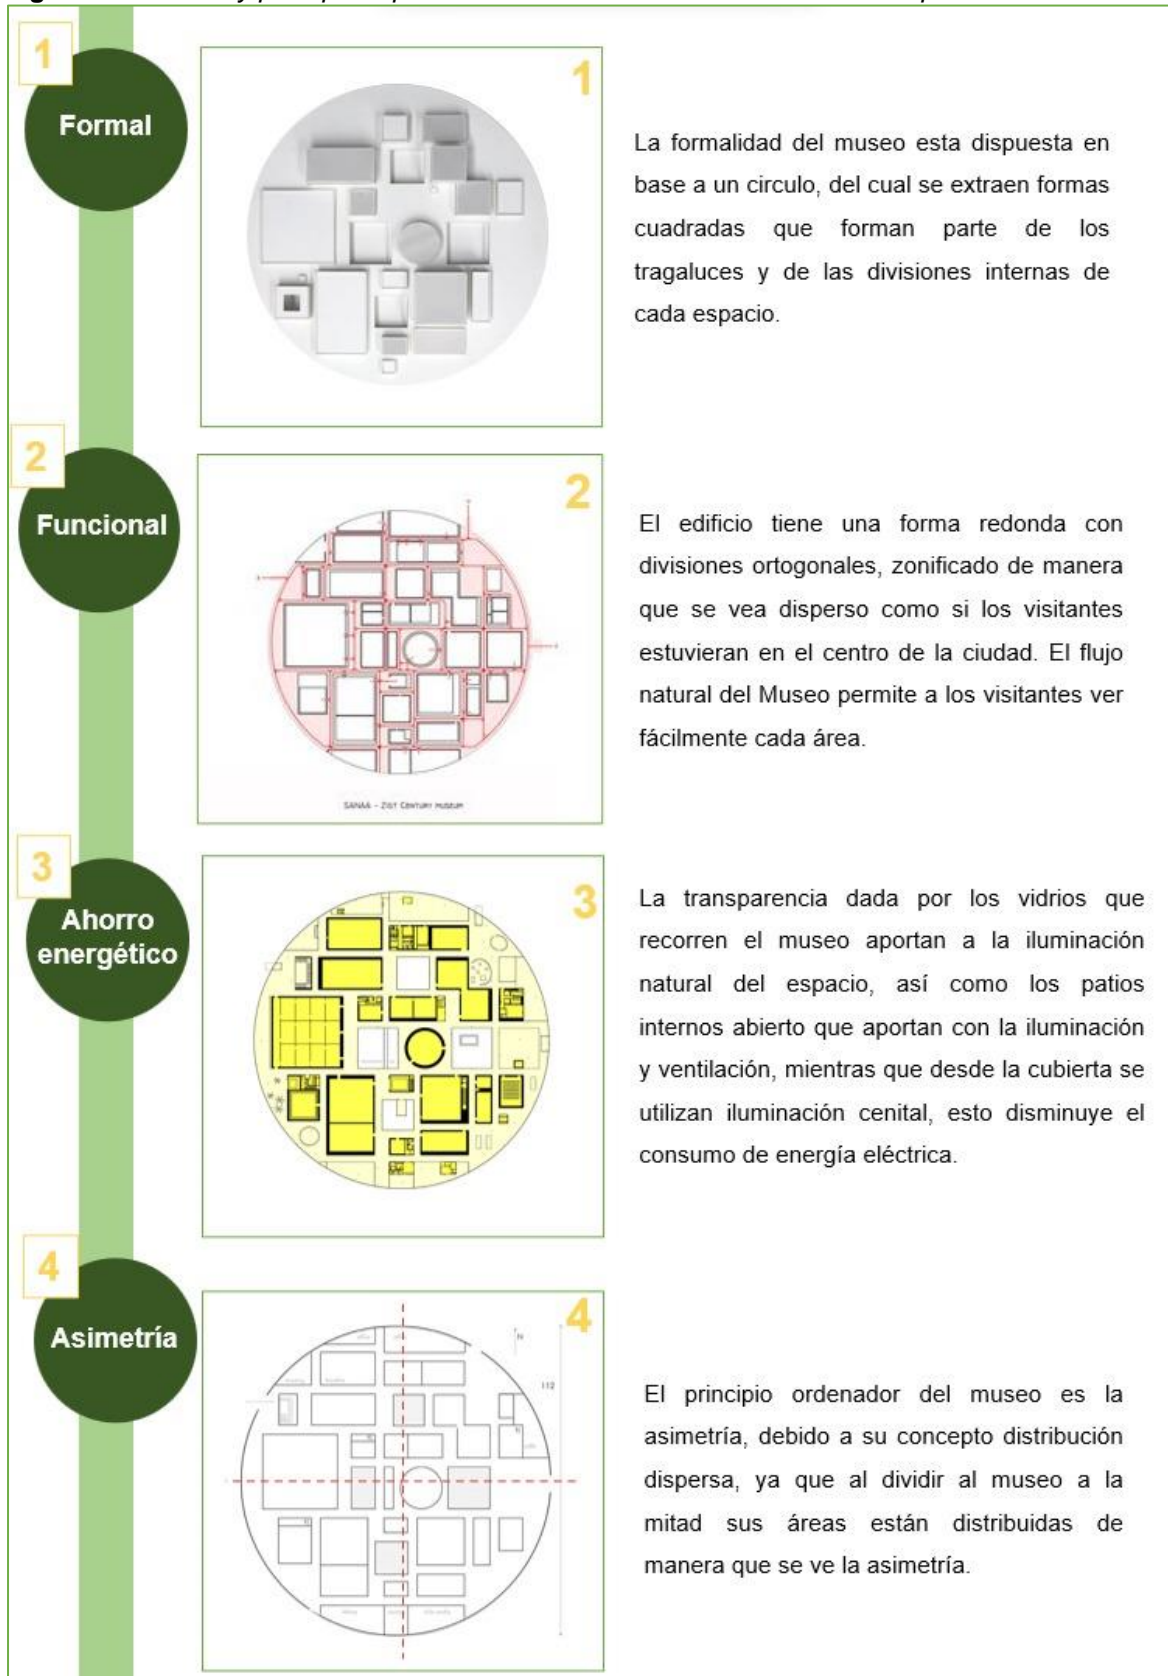 1
Formal
1
La formalidad del museo esta dispuesta en
base a un circulo, del cual se extraen formas
cuadradas que forman parte de los
tragaluces y de las divisiones internas de
cada espacio.
2
Funcional
2
SANAA - 21ST CENTURY MUSEUM
El edificio tiene una forma redonda con
divisiones ortogonales, zonificado de manera
que se vea disperso como si los visitantes
estuvieran en el centro de la ciudad. El flujo
natural del Museo permite a los visitantes ver
fácilmente cada área.
3
Ahorro
energético
3
La transparencia dada por los vidrios que
recorren el museo aportan a la iluminación
natural del espacio, así como los patios
internos abierto que aportan con la iluminación
y ventilación, mientras que desde la cubierta se
utilizan iluminación cenital, esto disminuye el
consumo de energía eléctrica.
4
Asimetría
4
N
112
El principio ordenador del museo es la
asimetría, debido a su concepto distribución
dispersa, ya que al dividir al museo a la
mitad sus áreas están distribuidas de
manera que se ve la asimetría.